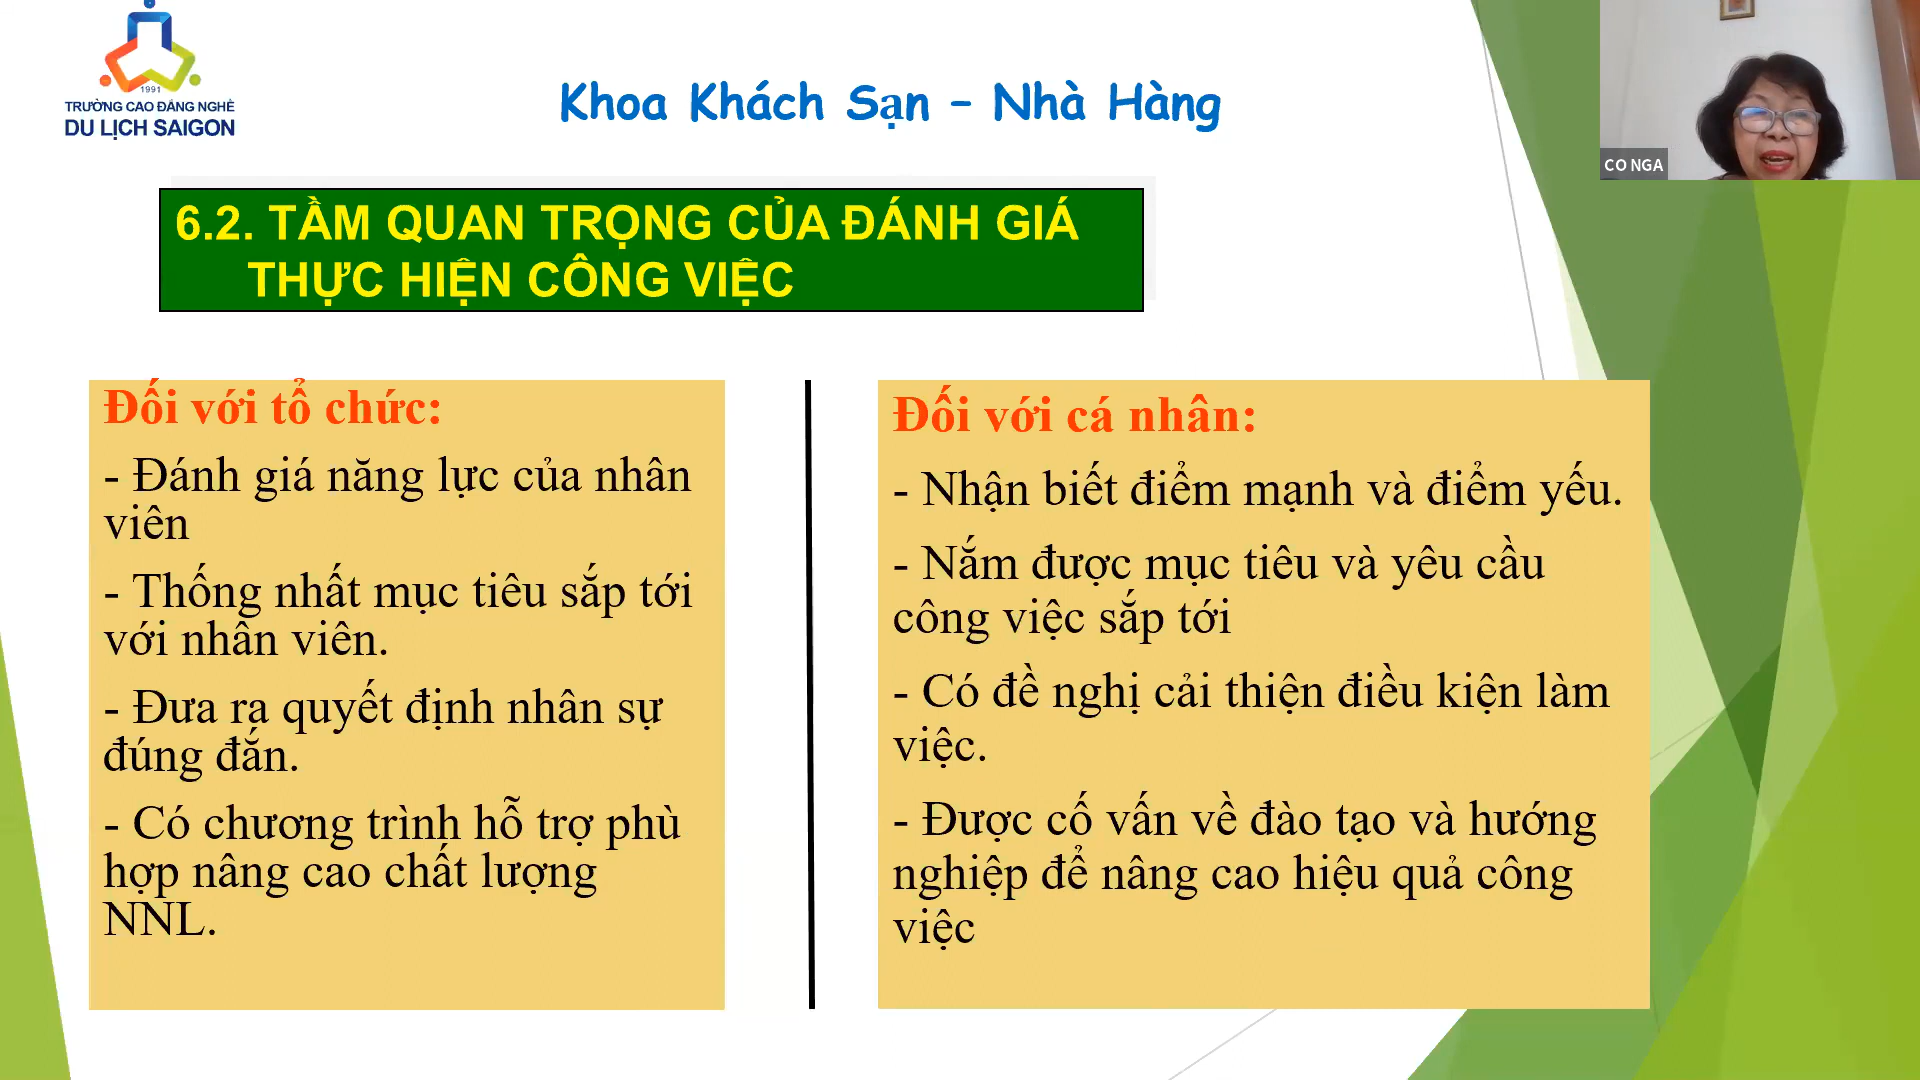 1991
TRƯỜNG CAO ĐẲNG NGHỀ
DU LỊCH SAIGON
Khoa Khách Sạn – Nhà Hàng
CO NGA
6.2. TẦM QUAN TRỌNG CỦA ĐÁNH GIÁ
THỰC HIỆN CÔNG VIỆC
Đối với tổ chức:
- Đánh giá năng lực của nhân
viên
- Thống nhất mục tiêu sắp tới
với nhân viên.
- Đưa ra quyết định nhân sự
đúng đắn.
- Có chương trình hỗ trợ phù
hợp nâng cao chất lượng
NNL.
Đối với cá nhân:
- Nhận biết điểm mạnh và điểm yếu.
- Nắm được mục tiêu và yêu cầu
công việc sắp tới
- Có đề nghị cải thiện điều kiện làm
việc.
- Được cố vấn về đào tạo và hướng
nghiệp để nâng cao hiệu quả công
việc